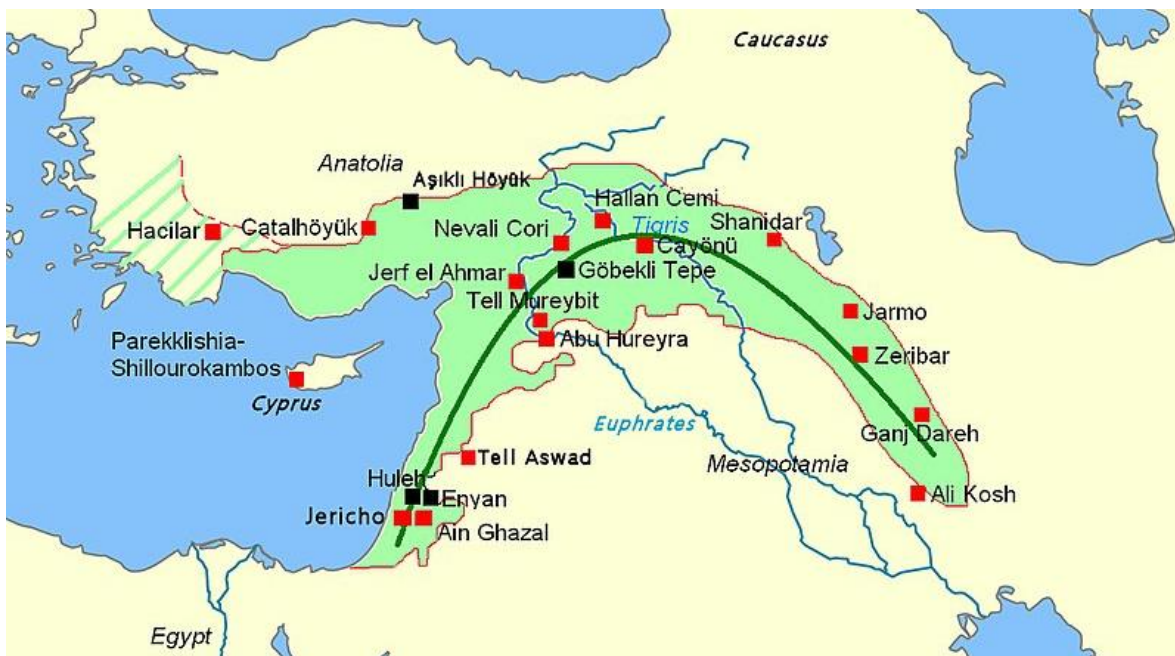 Caucasus
Anatolia
Aşıklı Höyük
Hallan Cemi
Hacilar
Catalhöyük
Nevali Cori
Tigris
Shanidar
Cayönü
Jerf el Ahmar
Göbekli Tepe
Tell Mureybit
Jarmo
Abu Hureyra
Parekklishia-
Shillourokambos
Zeribar
Cyprus
Euphrates
Ganj Dareh
Tell Aswad
Mesopotamia
Huleh
Enyan
Ali Kosh
Jericho
Ain Ghazal
Egypt